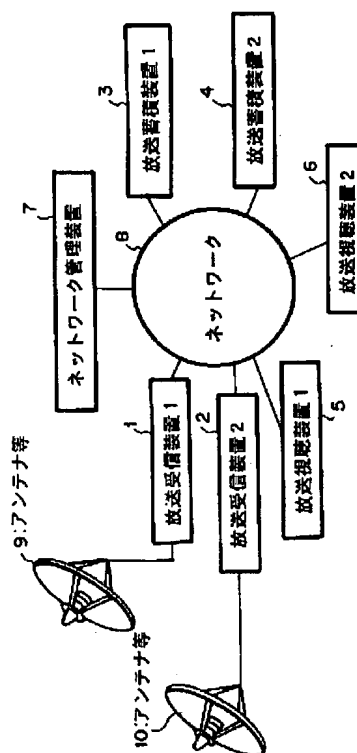 9:アンテナ等
10:アンテナ等
7
ネットワーク管理装置
8
ネットワーク
1
放送受信装置1
2
放送受信装置2
3
放送蓄積装置1
4
放送蓄積装置2
5
放送視聴装置1
6
放送視聴装置2